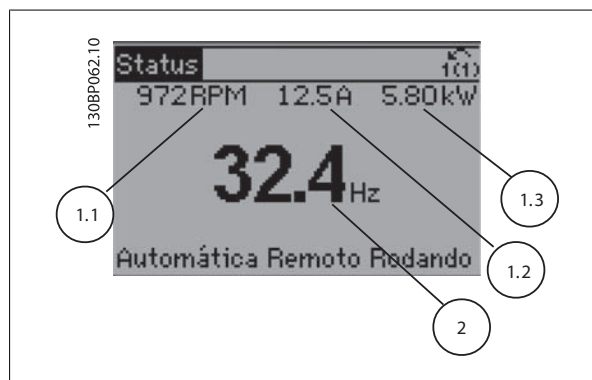 130BP062.10
Status
1(1)
972RPM 12.5A 5.80kW
32.4Hz
Automática Remoto Rodando
1.1
1.3
1.2
2